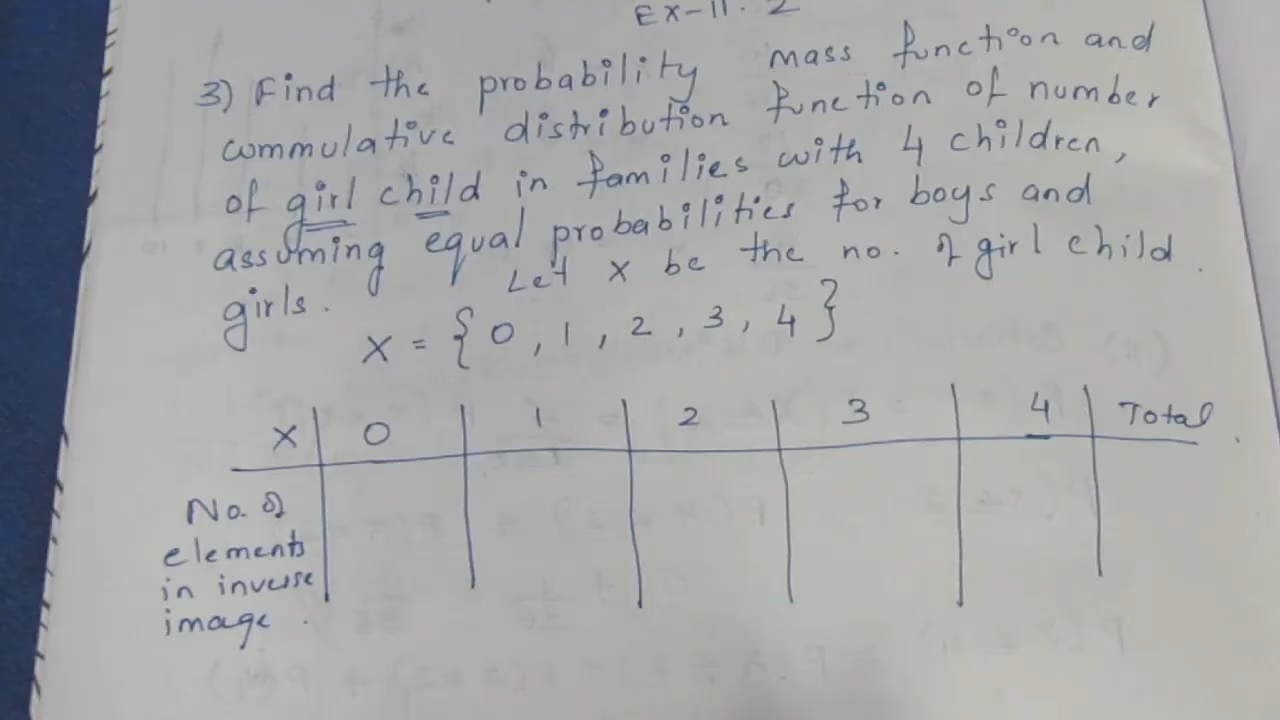 Ex-11.2
3) Find the probability mass function and
commulative distribution function of number
of girl child in families with 4 children,
assuming equal probabilities for boys and
girls. Let X be the no. of girl child.
X = { 0, 1, 2, 3, 4 }
X 0 1 2 3 4 Total
No. of
elements
in inverse
image.